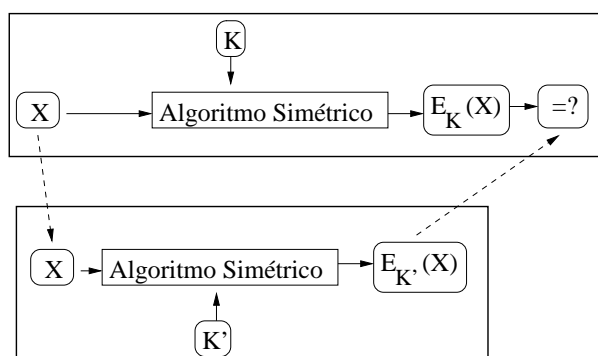 K
X Algoritmo Simétrico E_K (X) =?
X Algoritmo Simétrico E_K' (X)
K'